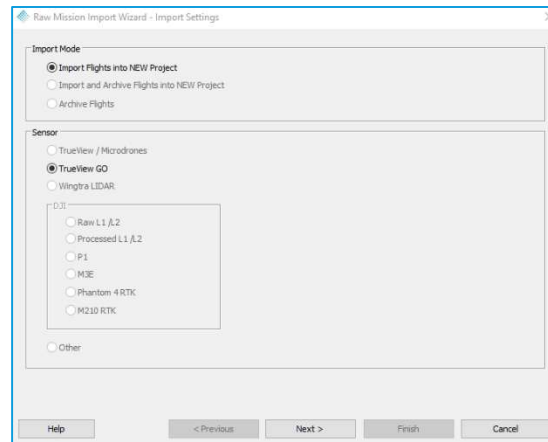 Raw Mission Import Wizard - Import Settings
Import Mode
Import Flights into NEW Project
Import and Archive Flights into NEW Project
Archive Flights
Sensor
TrueView / Microdrones
TrueView GO
Wingtra LIDAR
DJI
Raw L1 /L2
Processed L1 /L2
P1
M3E
Phantom 4 RTK
M210 RTK
Other
Help < Previous Next > Finish Cancel